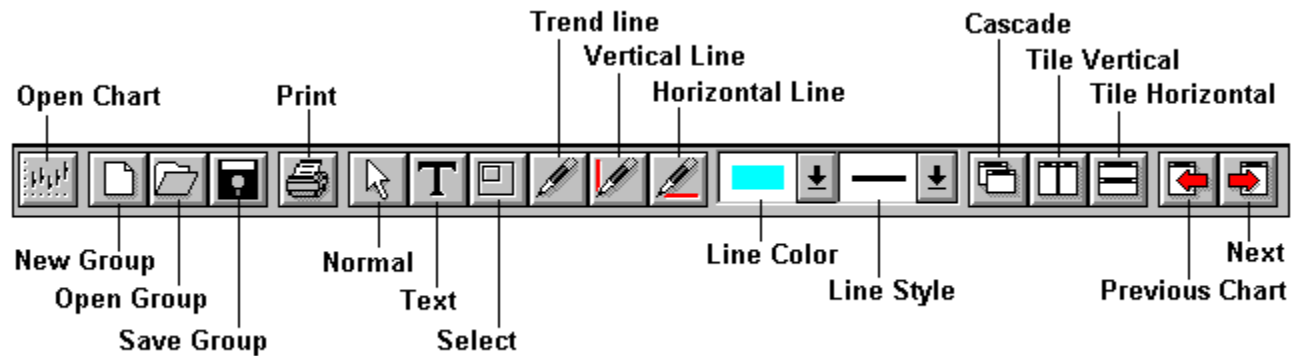 Trend line
Cascade
Vertical Line
Tile Vertical
Open Chart
Print
Horizontal Line
Tile Horizontal
T
New Group
Normal
Line Color
Next
Open Group
Text
Line Style
Previous Chart
Save Group
Select